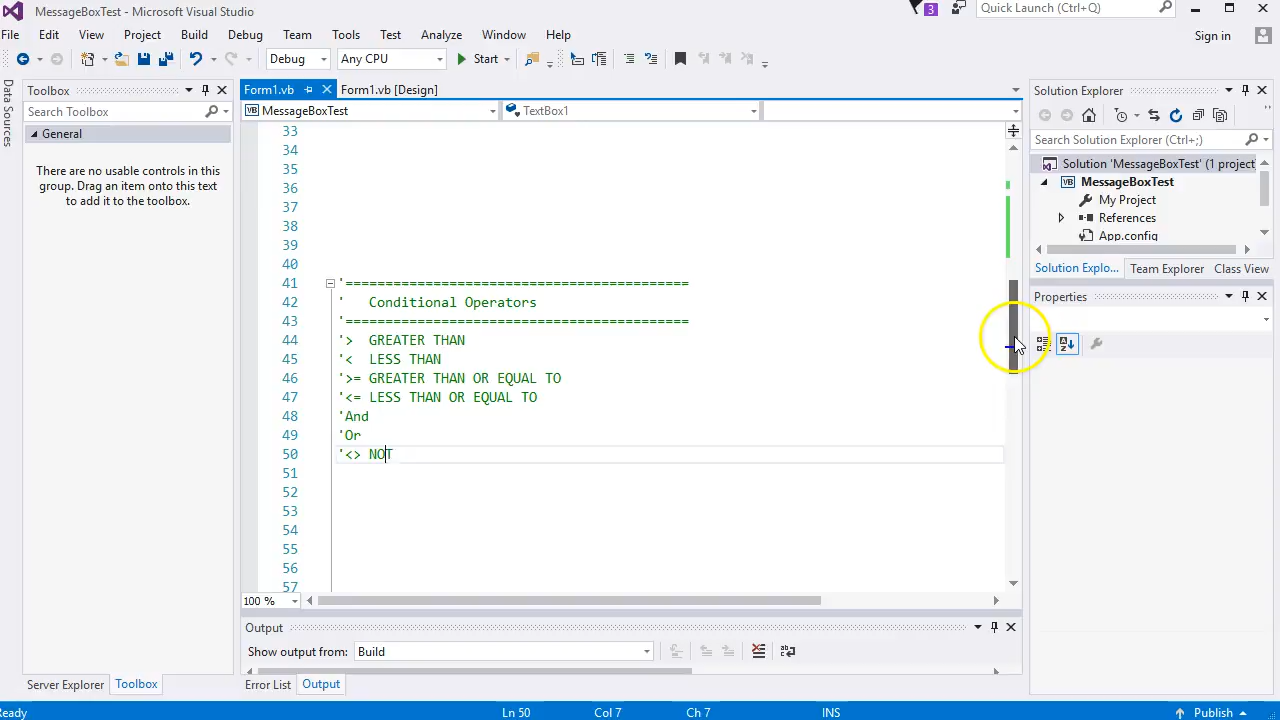 MessageBoxTest - Microsoft Visual Studio
3
Quick Launch (Ctrl+Q)
File Edit View Project Build Debug Team Tools Test Analyze Window Help
Sign in
Debug Any CPU Start
Data Sources
Toolbox
Search Toolbox
General
There are no usable controls in this
group. Drag an item onto this text
to add it to the toolbox.
Form1.vb Form1.vb [Design]
MessageBoxTest TextBox1
33
34
35
36
37
38
39
40
41 '===========================================
42 '   Conditional Operators
43 '===========================================
44 '>  GREATER THAN
45 '<  LESS THAN
46 '>= GREATER THAN OR EQUAL TO
47 '<= LESS THAN OR EQUAL TO
48 'And
49 'Or
50 '<> NOT
51
52
53
54
55
56
57
100 %
Output
Show output from: Build
Solution Explorer
Search Solution Explorer (Ctrl+;)
Solution 'MessageBoxTest' (1 project
MessageBoxTest
My Project
References
App.config
Solution Explo... Team Explorer Class View
Properties
Server Explorer Toolbox
Error List Output
Ready Ln 50 Col 7 Ch 7 INS Publish